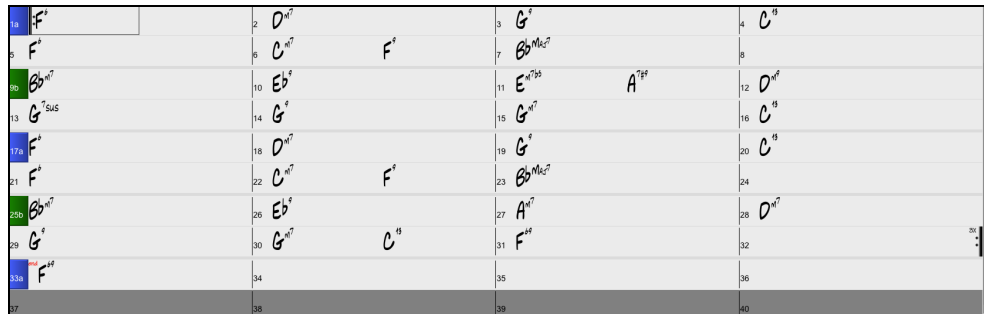 1a F6 2 Dm7 3 G9 4 C13
5 F6 6 Cm7 F9 7 BbMaj7 8
9b Bbm7 10 Eb9 11 Em7b5 A7#9 12 Dm9
13 G7sus 14 G9 15 Gm7 16 C13
17a F6 18 Dm7 19 G9 20 C13
21 F6 22 Cm7 F9 23 BbMaj7 24
25b Bbm7 26 Eb9 27 Am7 28 Dm7
29 G9 30 Gm7 C13 31 F69 32 3x
33a end F69 34 35 36
37 38 39 40